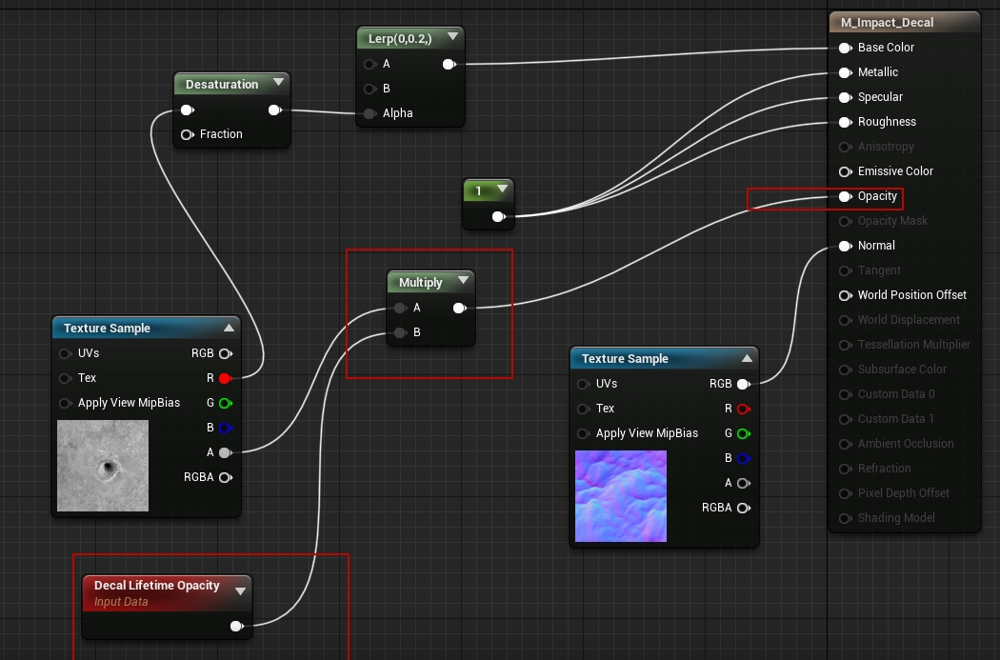 Lerp(0,0.2,)
A
B
Alpha
Desaturation
Fraction
1
Multiply
A
B
Texture Sample
UVs
RGB
Tex
R
Apply View MipBias
G
B
A
RGBA
Decal Lifetime Opacity
Input Data
Texture Sample
UVs
RGB
Tex
R
Apply View MipBias
G
B
A
RGBA
M_Impact_Decal
Base Color
Metallic
Specular
Roughness
Anisotropy
Emissive Color
Opacity
Opacity Mask
Normal
Tangent
World Position Offset
World Displacement
Tessellation Multiplier
Subsurface Color
Custom Data 0
Custom Data 1
Ambient Occlusion
Refraction
Pixel Depth Offset
Shading Model